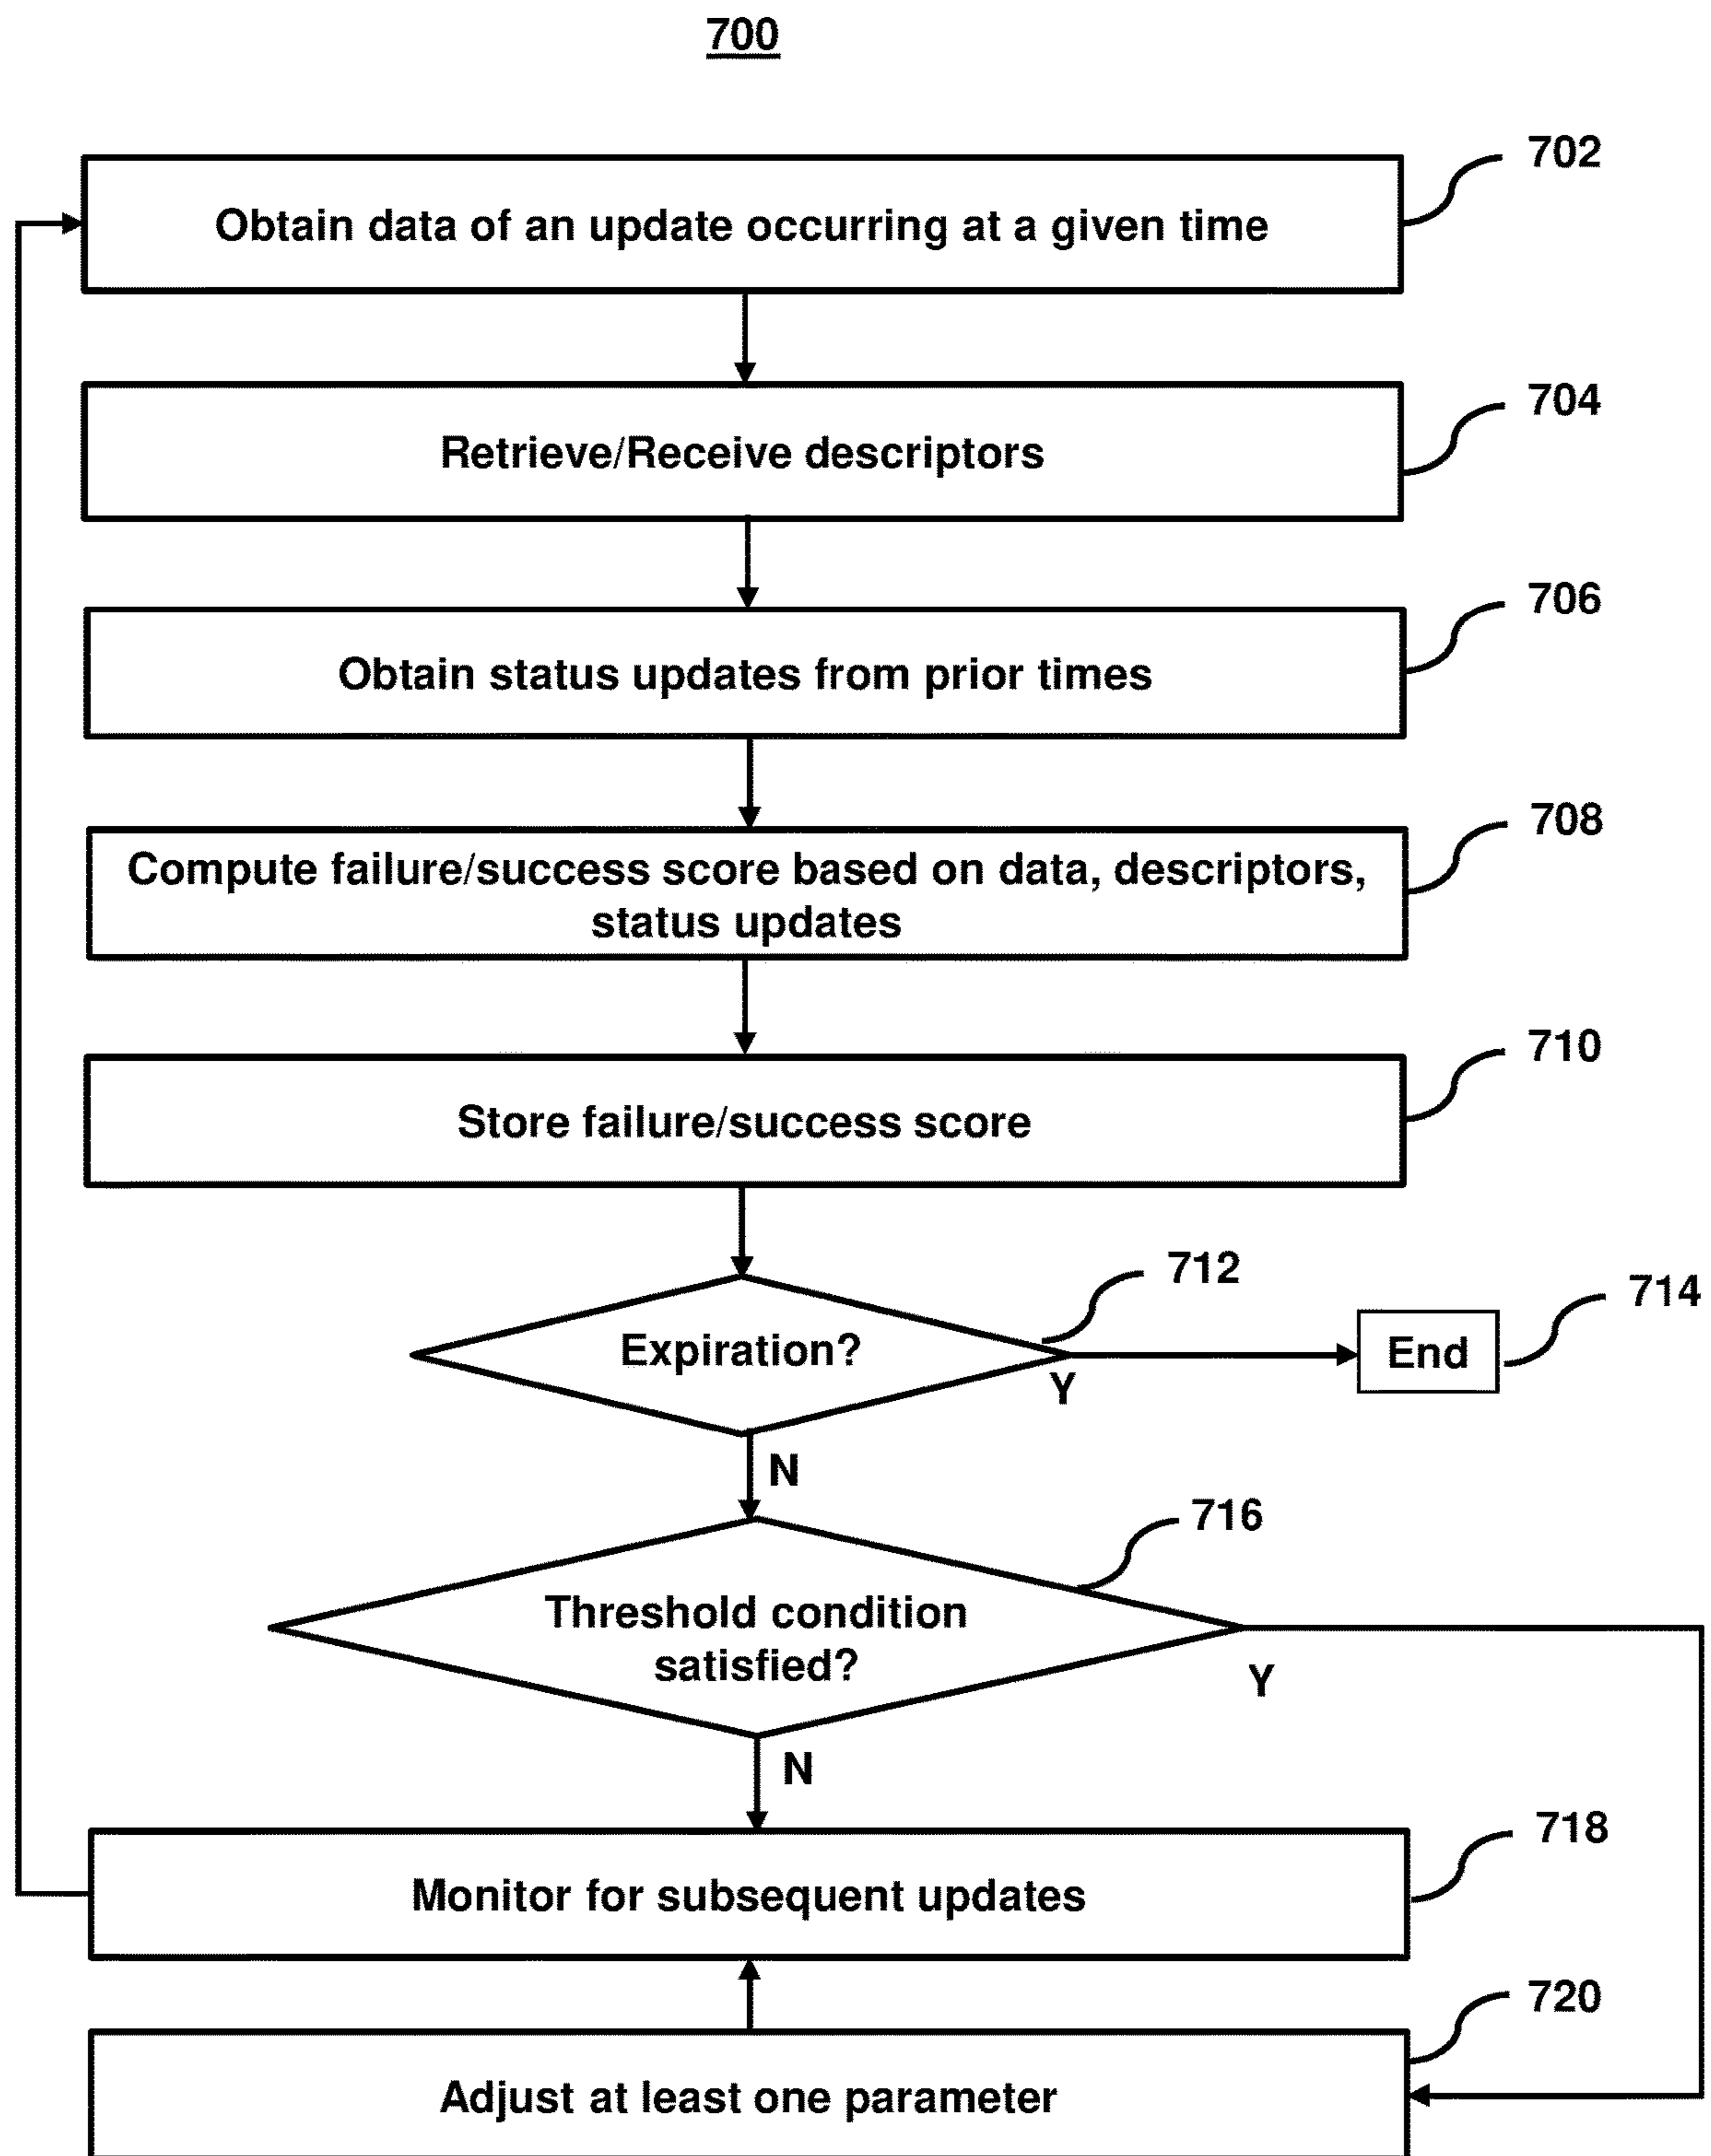 700
702
Obtain data of an update occurring at a given time
704
Retrieve/Receive descriptors
706
Obtain status updates from prior times
708
Compute failure/success score based on data, descriptors,
status updates
710
Store failure/success score
712
714
Expiration?
End
Y
N
716
Threshold condition
satisfied?
Y
N
718
Monitor for subsequent updates
720
Adjust at least one parameter